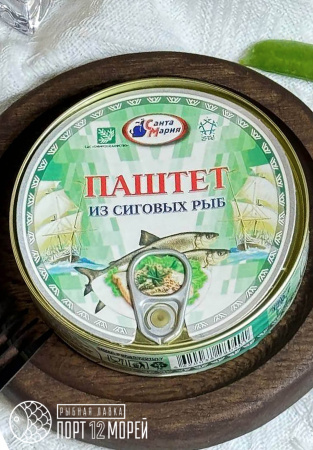 Санта
Мария
ПАШТЕТ
ИЗ СИГОВЫХ РЫБ
РЫБНАЯ ЛАВКА
ПОРТ 12 МОРЕЙ